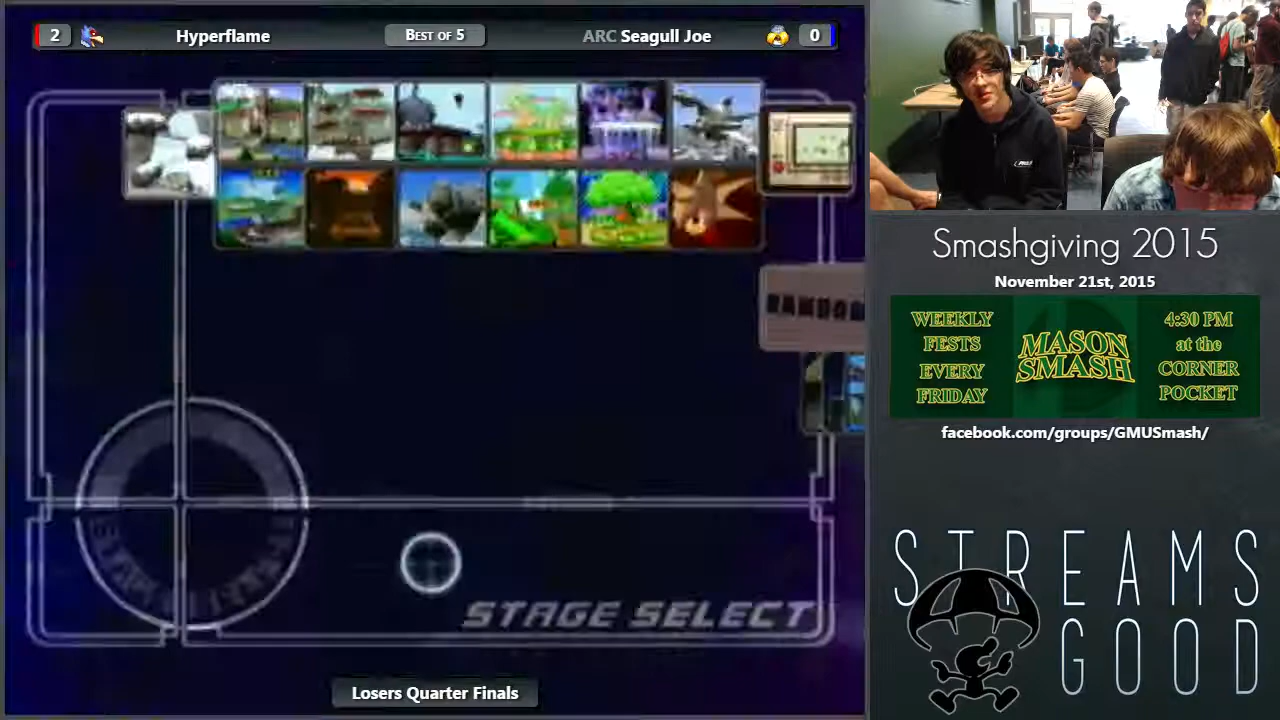 2
Hyperflame
BEST OF 5
ARC Seagull Joe
0
RANDOM
STAGE SELECT
Losers Quarter Finals
Smashgiving 2015
November 21st, 2015
WEEKLY
FESTS
EVERY
FRIDAY
MASON
SMASH
4:30 PM
at the
CORNER
POCKET
facebook.com/groups/GMUSmash/
STREAMS
GOOD